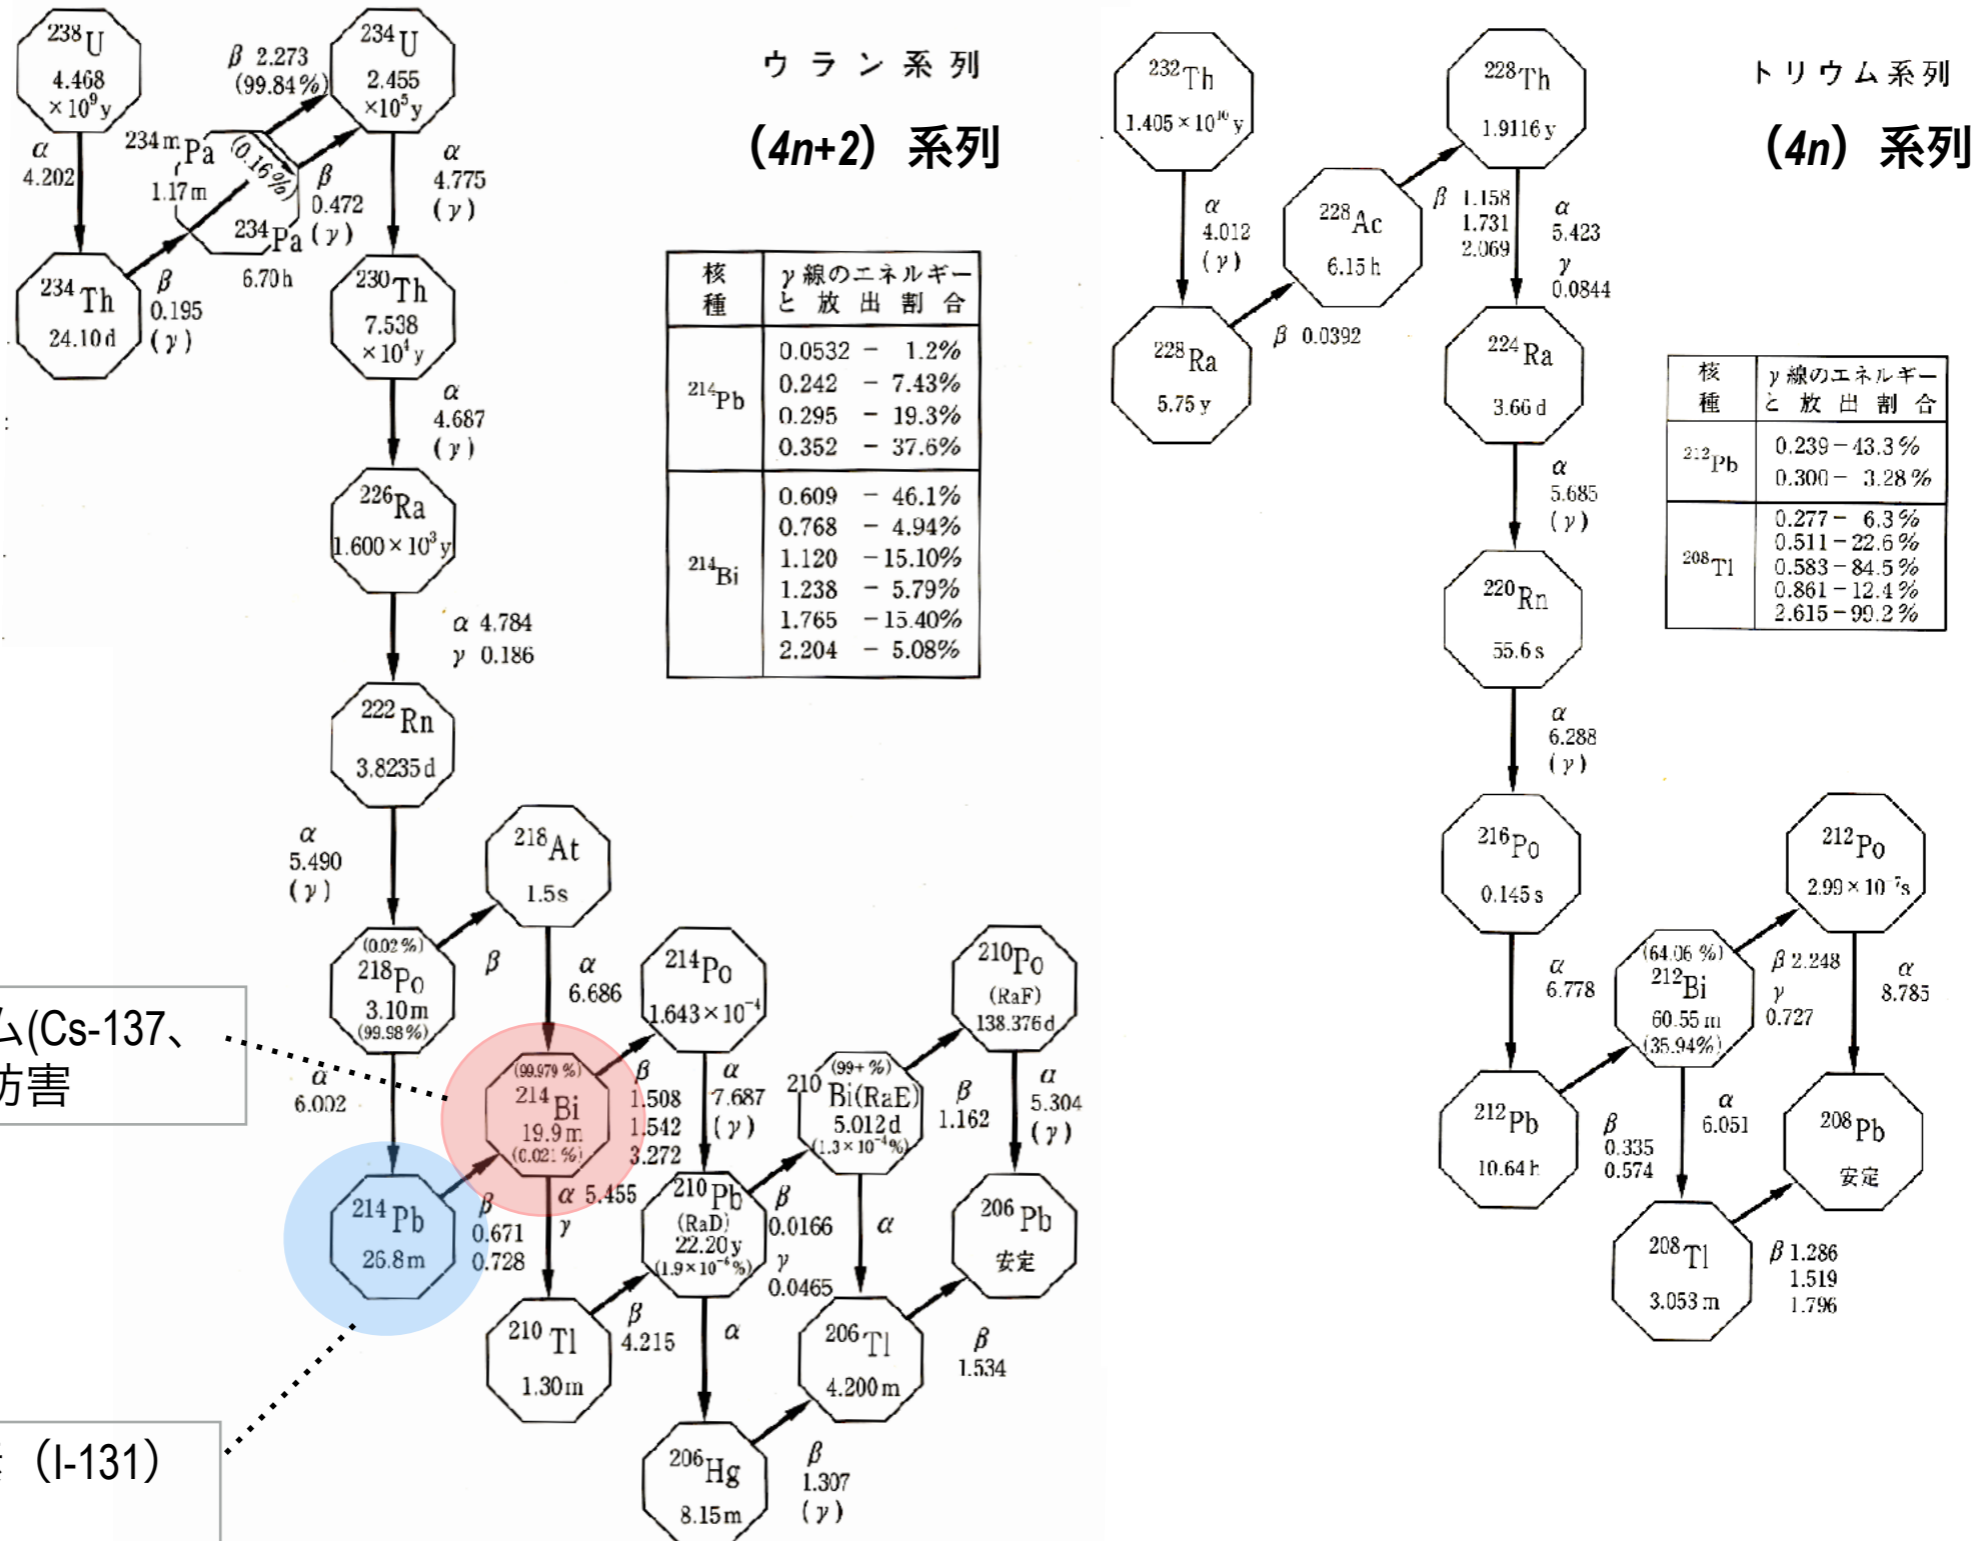 ウラン系列
（4n+2）系列
²³⁸U
4.468
×10⁹y
α
4.202
²³⁴Th
24.10d
β
0.195
(γ)
²³⁴ᵐPa
1.17m
(0.16%)
²³⁴Pa
6.70h
β 2.273
(99.84%)
β
0.472
(γ)
²³⁴U
2.455
×10⁵y
α
4.775
(γ)
²³⁰Th
7.538
×10⁴y
α
4.687
(γ)
²²⁶Ra
1.600×10³y
α 4.784
γ 0.186
²²²Rn
3.8235d
α
5.490
(γ)
(0.02%)
²¹⁸Po
3.10m
(99.98%)
β
²¹⁸At
1.5s
α
6.686
α
6.002
²¹⁴Pb
26.8m
β
0.671
0.728
(99.979%)
²¹⁴Bi
19.9m
(0.021%)
β
1.508
1.542
3.272
α 5.455
γ
²¹⁴Po
1.643×10⁻⁴
α
7.687
(γ)
²¹⁰Tl
1.30m
β
4.215
²¹⁰Pb
(RaD)
22.20y
(1.9×10⁻⁶%)
β
0.0166
γ
0.0465
α
²⁰⁶Hg
8.15m
β
1.307
(γ)
(99+%)
²¹⁰Bi(RaE)
5.012d
(1.3×10⁻⁴%)
β
1.162
α
²⁰⁶Tl
4.200m
β
1.534
²¹⁰Po
(RaF)
138.376d
α
5.304
(γ)
²⁰⁶Pb
安定
核種
γ線のエネルギー
と放出割合
²¹⁴Pb
0.0532 − 1.2%
0.242 − 7.43%
0.295 − 19.3%
0.352 − 37.6%
²¹⁴Bi
0.609 − 46.1%
0.768 − 4.94%
1.120 − 15.10%
1.238 − 5.79%
1.765 − 15.40%
2.204 − 5.08%
ム(Cs-137、
妨害
（I-131）
トリウム系列
（4n）系列
²³²Th
1.405×10¹⁰y
α
4.012
(γ)
²²⁸Ra
5.75y
β 0.0392
²²⁸Ac
6.15h
β 1.158
1.731
2.069
²²⁸Th
1.9116y
α
5.423
γ
0.0844
²²⁴Ra
3.66d
α
5.685
(γ)
²²⁰Rn
55.6s
α
6.288
(γ)
²¹⁶Po
0.145s
α
6.778
²¹²Pb
10.64h
β
0.335
0.574
(64.06%)
²¹²Bi
60.55m
(35.94%)
β 2.248
γ
0.727
α
6.051
²¹²Po
2.99×10⁻⁷s
α
8.785
²⁰⁸Pb
安定
²⁰⁸Tl
3.053m
β 1.286
1.519
1.796
核種
γ線のエネルギー
と放出割合
²¹²Pb
0.239−43.3%
0.300− 3.28%
²⁰⁸Tl
0.277− 6.3%
0.511−22.6%
0.583−84.5%
0.861−12.4%
2.615−99.2%